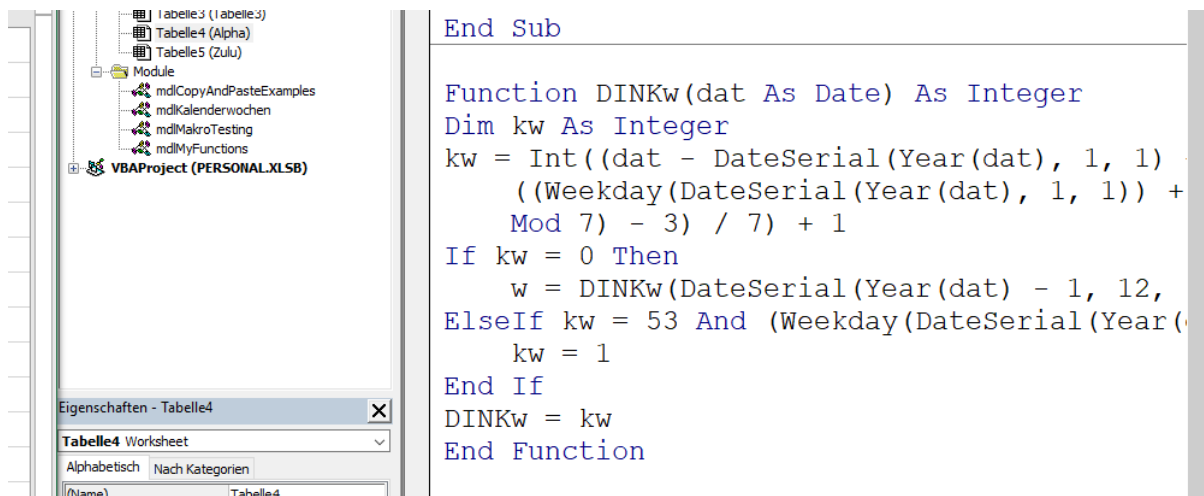 Tabelle3 (Tabelle3)
Tabelle4 (Alpha)
Tabelle5 (Zulu)
Module
mdlCopyAndPasteExamples
mdlKalenderwochen
mdlMakroTesting
mdlMyFunctions
VBAProject (PERSONAL.XLSB)
Eigenschaften - Tabelle4
Tabelle4 Worksheet
Alphabetisch Nach Kategorien
(Name) Tabelle4
End Sub
Function DINKw(dat As Date) As Integer
Dim kw As Integer
kw = Int((dat - DateSerial(Year(dat), 1, 1)
((Weekday(DateSerial(Year(dat), 1, 1)) +
Mod 7) - 3) / 7) + 1
If kw = 0 Then
w = DINKw(DateSerial(Year(dat) - 1, 12,
ElseIf kw = 53 And (Weekday(DateSerial(Year(
kw = 1
End If
DINKw = kw
End Function